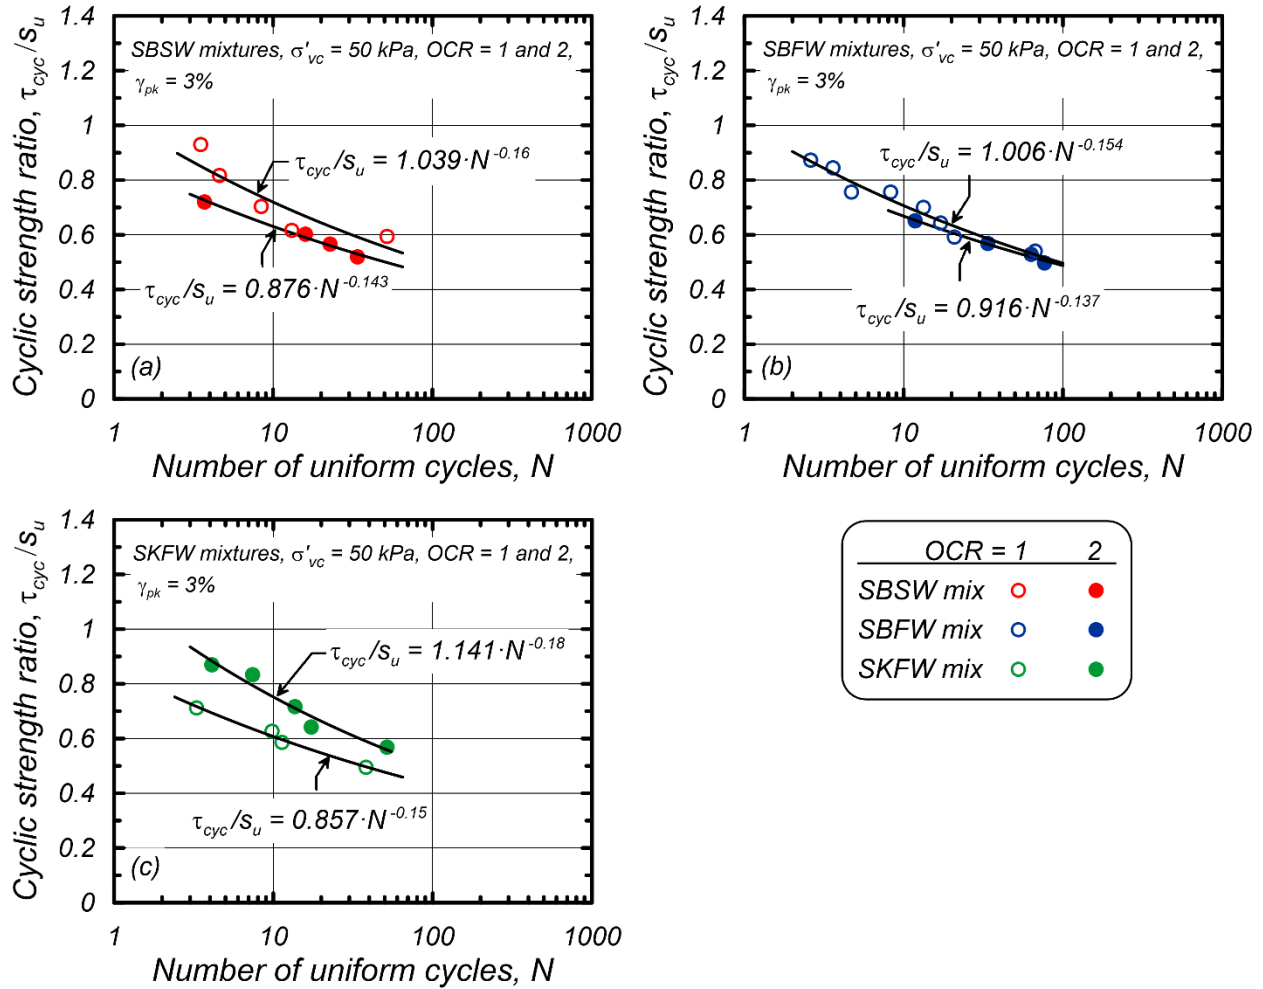 Cyclic strength ratio, τcyc/su
1.4
1.2
1
0.8
0.6
0.4
0.2
0
SBSW mixtures, σ'vc = 50 kPa, OCR = 1 and 2,
γpk = 3%
τcyc/su = 1.039·N^-0.16
τcyc/su = 0.876·N^-0.143
(a)
1 10 100 1000
Number of uniform cycles, N
Cyclic strength ratio, τcyc/su
1.4
1.2
1
0.8
0.6
0.4
0.2
0
SBFW mixtures, σ'vc = 50 kPa, OCR = 1 and 2,
γpk = 3%
τcyc/su = 1.006·N^-0.154
τcyc/su = 0.916·N^-0.137
(b)
1 10 100 1000
Number of uniform cycles, N
Cyclic strength ratio, τcyc/su
1.4
1.2
1
0.8
0.6
0.4
0.2
0
SKFW mixtures, σ'vc = 50 kPa, OCR = 1 and 2,
γpk = 3%
τcyc/su = 1.141·N^-0.18
τcyc/su = 0.857·N^-0.15
(c)
1 10 100 1000
Number of uniform cycles, N
OCR = 1 2
SBSW mix
SBFW mix
SKFW mix